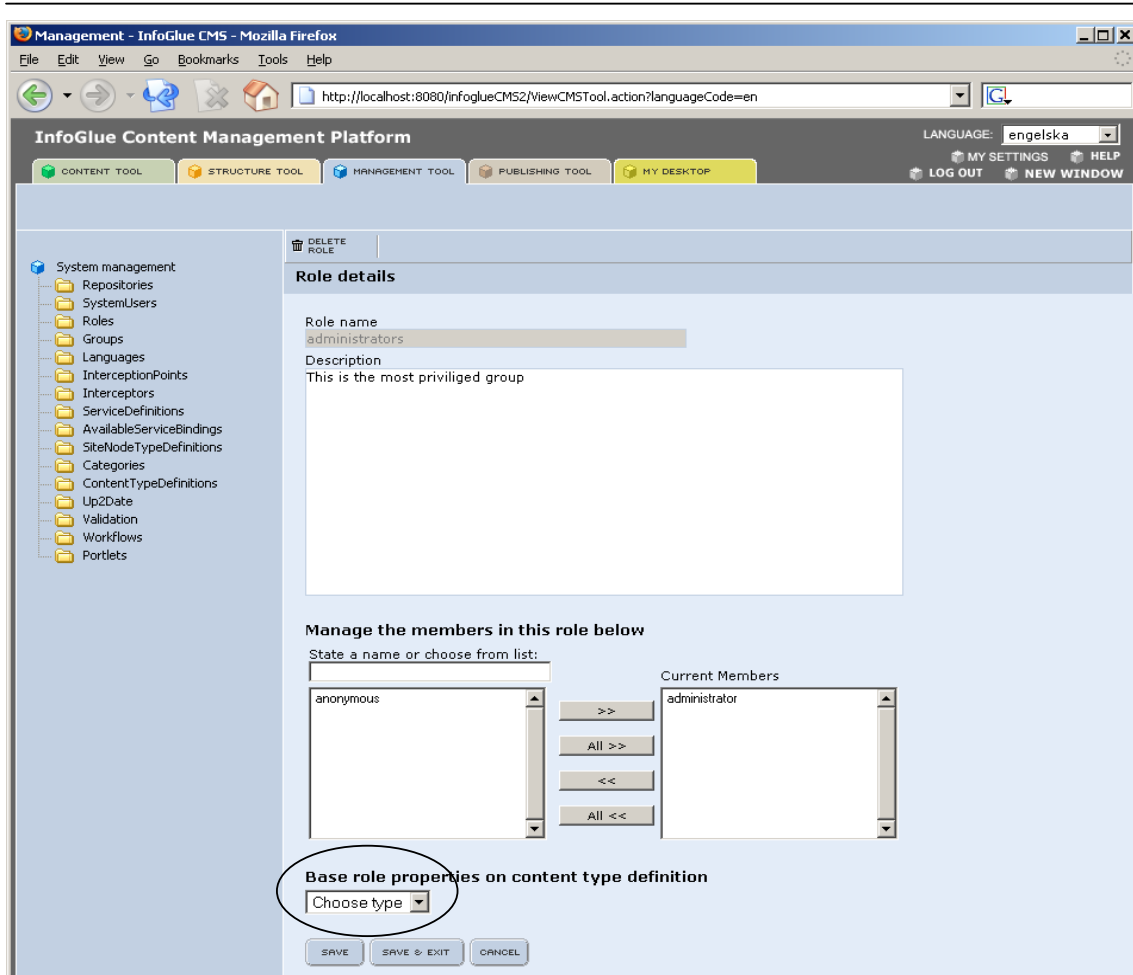 Management - InfoGlue CMS - Mozilla Firefox
File Edit View Go Bookmarks Tools Help
http://localhost:8080/infoglueCMS2/ViewCMSTool.action?languageCode=en
G
InfoGlue Content Management Platform
LANGUAGE: engelska
MY SETTINGS HELP
LOG OUT NEW WINDOW
CONTENT TOOL STRUCTURE TOOL MANAGEMENT TOOL PUBLISHING TOOL MY DESKTOP
DELETE
ROLE
Role details
System management
Repositories
SystemUsers
Roles
Groups
Languages
InterceptionPoints
Interceptors
ServiceDefinitions
AvailableServiceBindings
SiteNodeTypeDefinitions
Categories
ContentTypeDefinitions
Up2Date
Validation
Workflows
Portlets
Role name
administrators
Description
This is the most priviliged group
Manage the members in this role below
State a name or choose from list:
Current Members
anonymous
administrator
>>
All >>
<<
All <<
Base role properties on content type definition
Choose type
SAVE SAVE & EXIT CANCEL